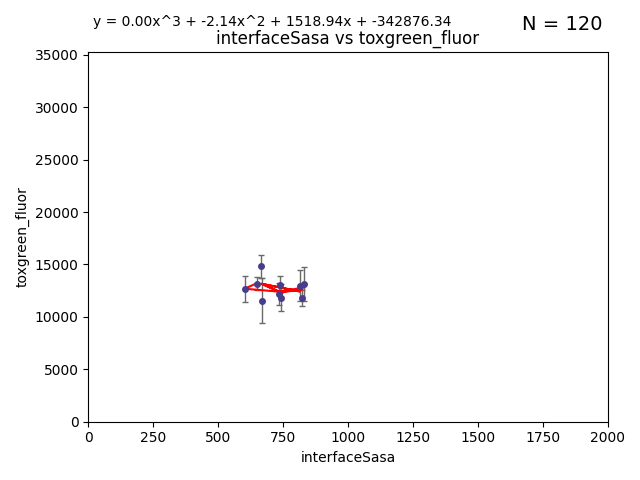 y = 0.00x^3 + -2.14x^2 + 1518.94x + -342876.34
N = 120
interfaceSasa vs toxgreen_fluor
35000
30000
25000
20000
15000
10000
5000
0
toxgreen_fluor
0 250 500 750 1000 1250 1500 1750 2000
interfaceSasa